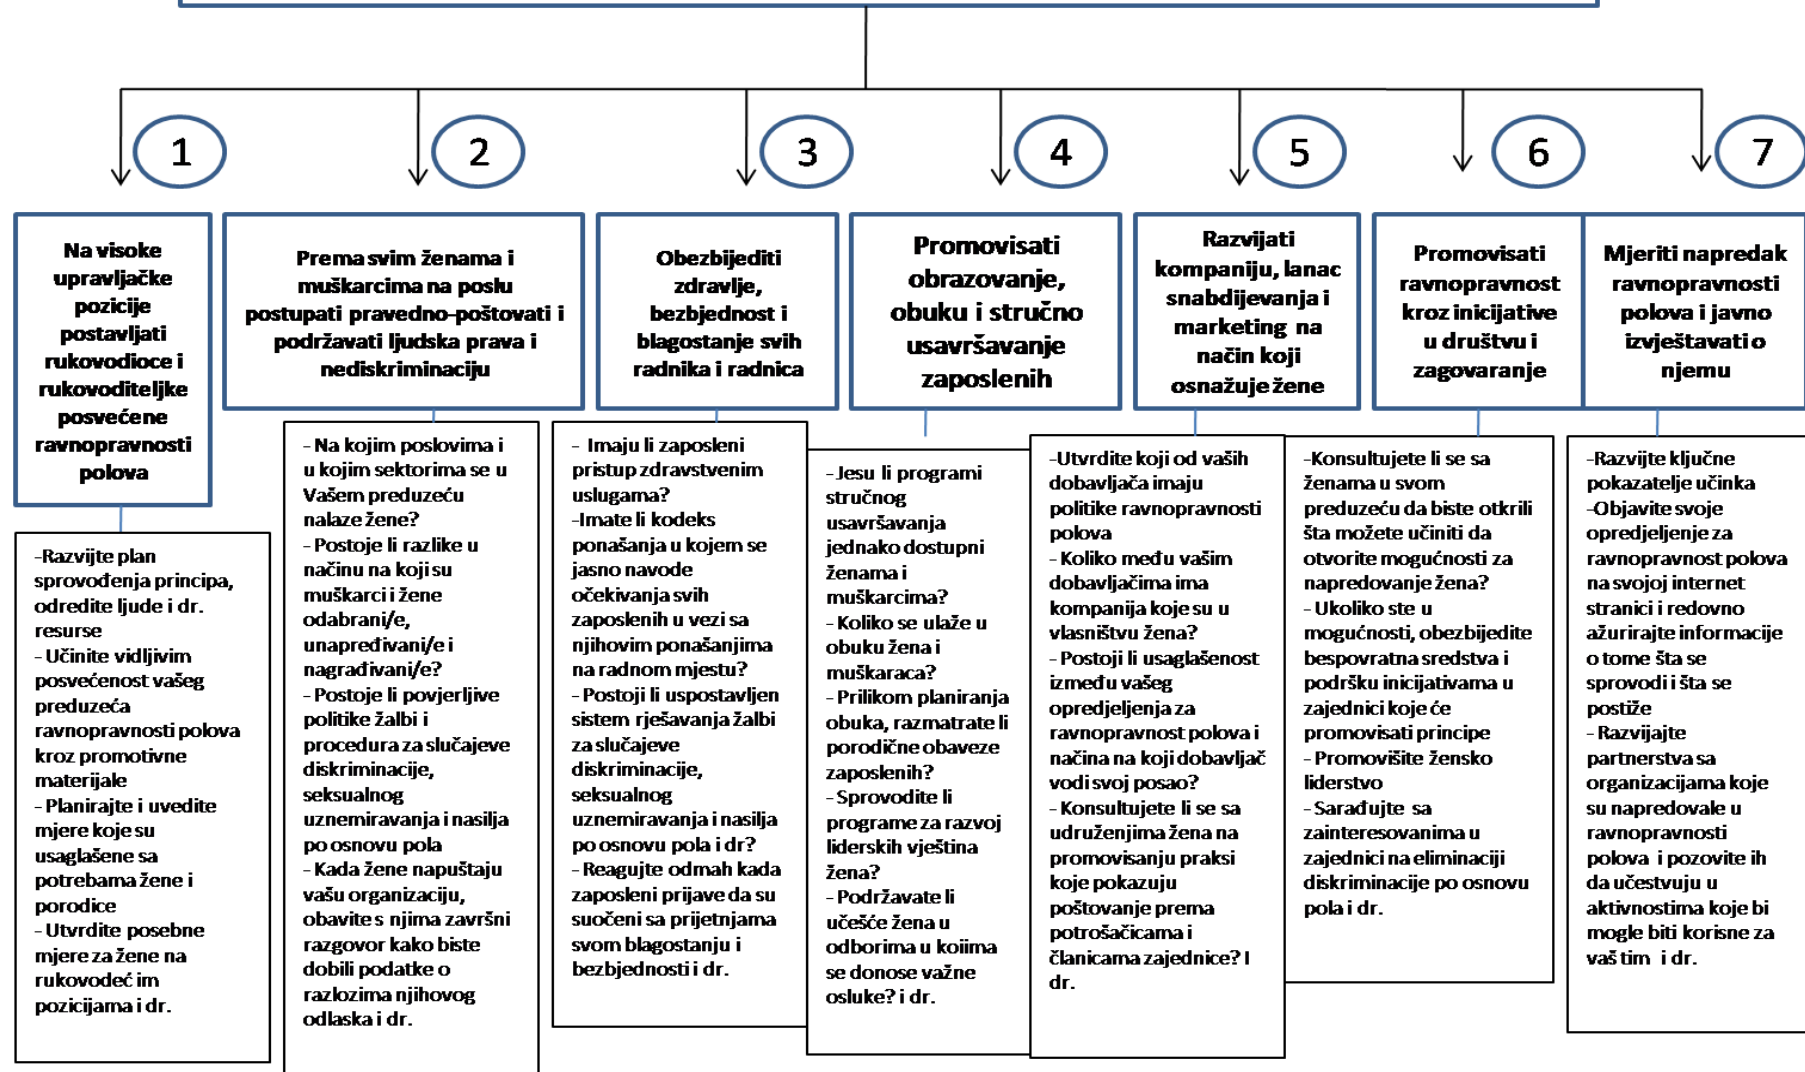 1
2
3
4
5
6
7
Na visoke
upravljačke
pozicije
postavljati
rukovodioce i
rukovoditeljke
posvećene
ravnopravnosti
polova
Prema svim ženama i
muškarcima na poslu
postupati pravedno-poštovati i
podržavati ljudska prava i
nediskriminaciju
Obezbijediti
zdravlje,
bezbjednost i
blagostanje svih
radnika i radnica
Promovisati
obrazovanje,
obuku i stručno
usavršavanje
zaposlenih
Razvijati
kompaniju, lanac
snabdijevanja i
marketing na
način koji
osnažuje žene
Promovisati
ravnopravnost
kroz inicijative
u društvu i
zagovaranje
Mjeriti napredak
ravnopravnosti
polova i javno
izvještavati o
njemu
-Razvijte plan
sprovođenja principa,
odredite ljude i dr.
resurse
- Učinite vidljivim
posvećenost vašeg
preduzeća
ravnopravnosti polova
kroz promotivne
materijale
- Planirajte i uvedite
mjere koje su
usaglašene sa
potrebama žene i
porodice
- Utvrdite posebne
mjere za žene na
rukovodeć im
pozicijama i dr.
- Na kojim poslovima i
u kojim sektorima se u
Vašem preduzeću
nalaze žene?
- Postoje li razlike u
načinu na koji su
muškarci i žene
odabrani/e,
unapređivani/e i
nagrađivani/e?
- Postoje li povjerljive
politike žalbi i
procedura za slučajeve
diskriminacije,
seksualnog
uznemiravanja i nasilja
po osnovu pola
- Kada žene napuštaju
vašu organizaciju,
obavite s njima završni
razgovor kako biste
dobili podatke o
razlozima njihovog
odlaska i dr.
- Imaju li zaposleni
pristup zdravstvenim
uslugama?
-Imate li kodeks
ponašanja u kojem se
jasno navode
očekivanja svih
zaposlenih u vezi sa
njihovim ponašanjima
na radnom mjestu?
- Postoji li uspostavljen
sistem rješavanja žalbi
za slučajeve
diskriminacije,
seksualnog
uznemiravanja i nasilja
po osnovu pola i dr?
- Reagujte odmah kada
zaposleni prijave da su
suočeni sa prijetnjama
svom blagostanju i
bezbjednosti i dr.
-Jesu li programi
stručnog
usavršavanja
jednako dostupni
ženama i
muškarcima?
- Koliko se ulaže u
obuku žena i
muškaraca?
- Prilikom planiranja
obuka, razmatrate li
porodične obaveze
zaposlenih?
- Sprovodite li
programe za razvoj
liderskih vještina
žena?
- Podržavate li
učešće žena u
odborima u koiima
se donose važne
osluke? i dr.
-Utvrdite koji od vaših
dobavljača imaju
politike ravnopravnosti
polova
- Koliko među vašim
dobavljačima ima
kompanija koje su u
vlasništvu žena?
- Postoji li usaglašenost
između vašeg
opredjeljenja za
ravnopravnost polova i
načina na koji dobavljač
vodi svoj posao?
- Konsultujete li se sa
udruženjima žena na
promovisanju praksi
koje pokazuju
poštovanje prema
potrošačicama i
članicama zajednice? I
dr.
-Konsultujete li se sa
ženama u svom
preduzeću da biste otkrili
šta možete učiniti da
otvorite mogućnosti za
napredovanje žena?
- Ukoliko ste u
mogućnosti, obezbijedite
bespovratna sredstva i
podršku inicijativama u
zajednici koje će
promovisati principe
- Promovišite žensko
liderstvo
- Sarađujte sa
zainteresovanima u
zajednici na eliminaciji
diskriminacije po osnovu
pola i dr.
-Razvijte ključne
pokazatelje učinka
-Objavite svoje
opredjeljenje za
ravnopravnost polova
na svojoj internet
stranici i redovno
ažurirajte informacije
o tome šta se
sprovodi i šta se
postiže
- Razvijajte
partnerstva sa
organizacijama koje
su napredovale u
ravnopravnosti
polova i pozovite ih
da učestvuju u
aktivnostima koje bi
mogle biti korisne za
vaš tim i dr.